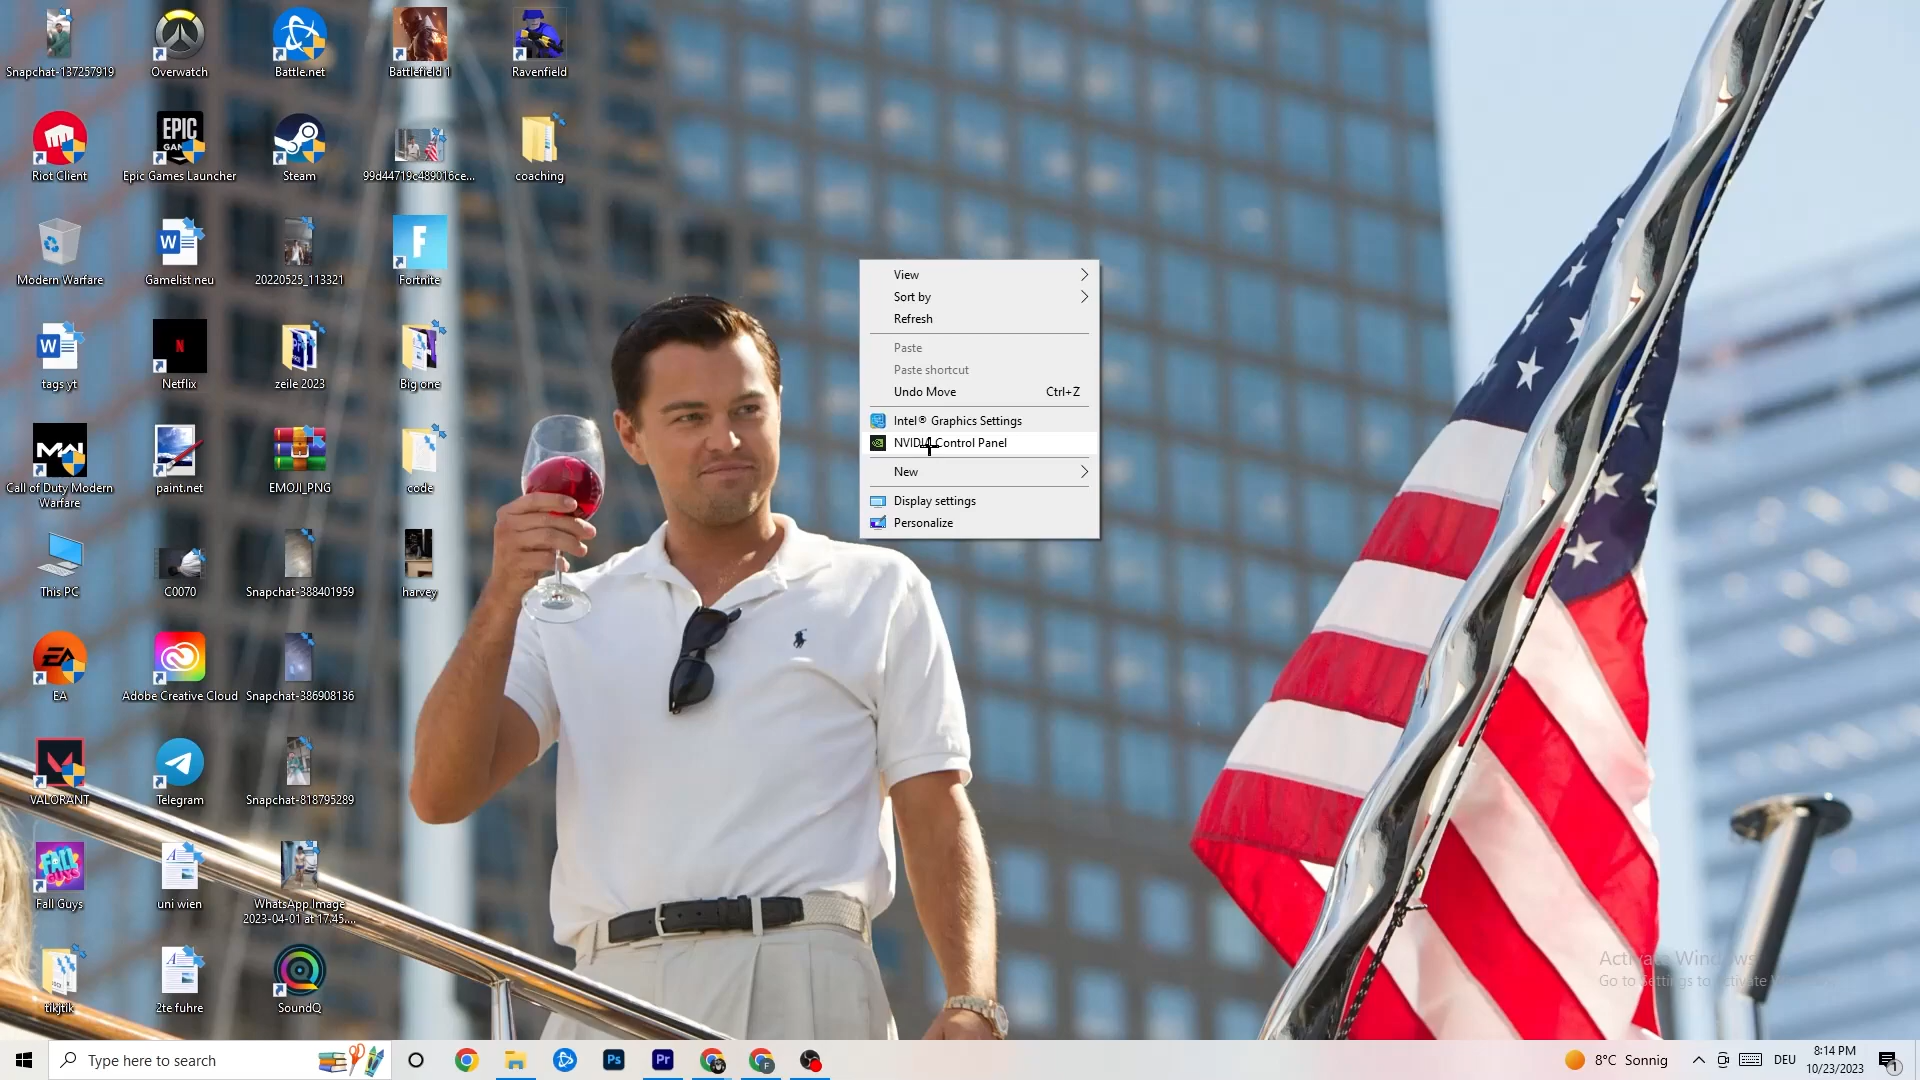 Snapchat-137257919
Overwatch
Battle.net
Battlefield 1
Ravenfield
EPIC
Riot Client
Epic Games Launcher
Steam
99d44719c489016ce...
coaching
Modern Warfare
Gamelist neu
20220525_113321
Fortnite
tags yt
Netflix
zeile 2023
Big one
Call of Duty Modern
Warfare
paint.net
EMOJI_PNG
code
This PC
C0070
Snapchat-388401959
harvey
EA
Adobe Creative Cloud
Snapchat-386908136
VALORANT
Telegram
Snapchat-818795289
Fall Guys
uni wien
WhatsApp Image
2023-04-01 at 17.45....
tikjtik
2te fuhre
SoundQ
View
Sort by
Refresh
Paste
Paste shortcut
Undo Move Ctrl+Z
Intel® Graphics Settings
NVIDIA Control Panel
New
Display settings
Personalize
Activate Windows
Go to Settings to activate
Type here to search
Ps
Pr
8°C Sonnig
DEU
8:14 PM
10/23/2023
1